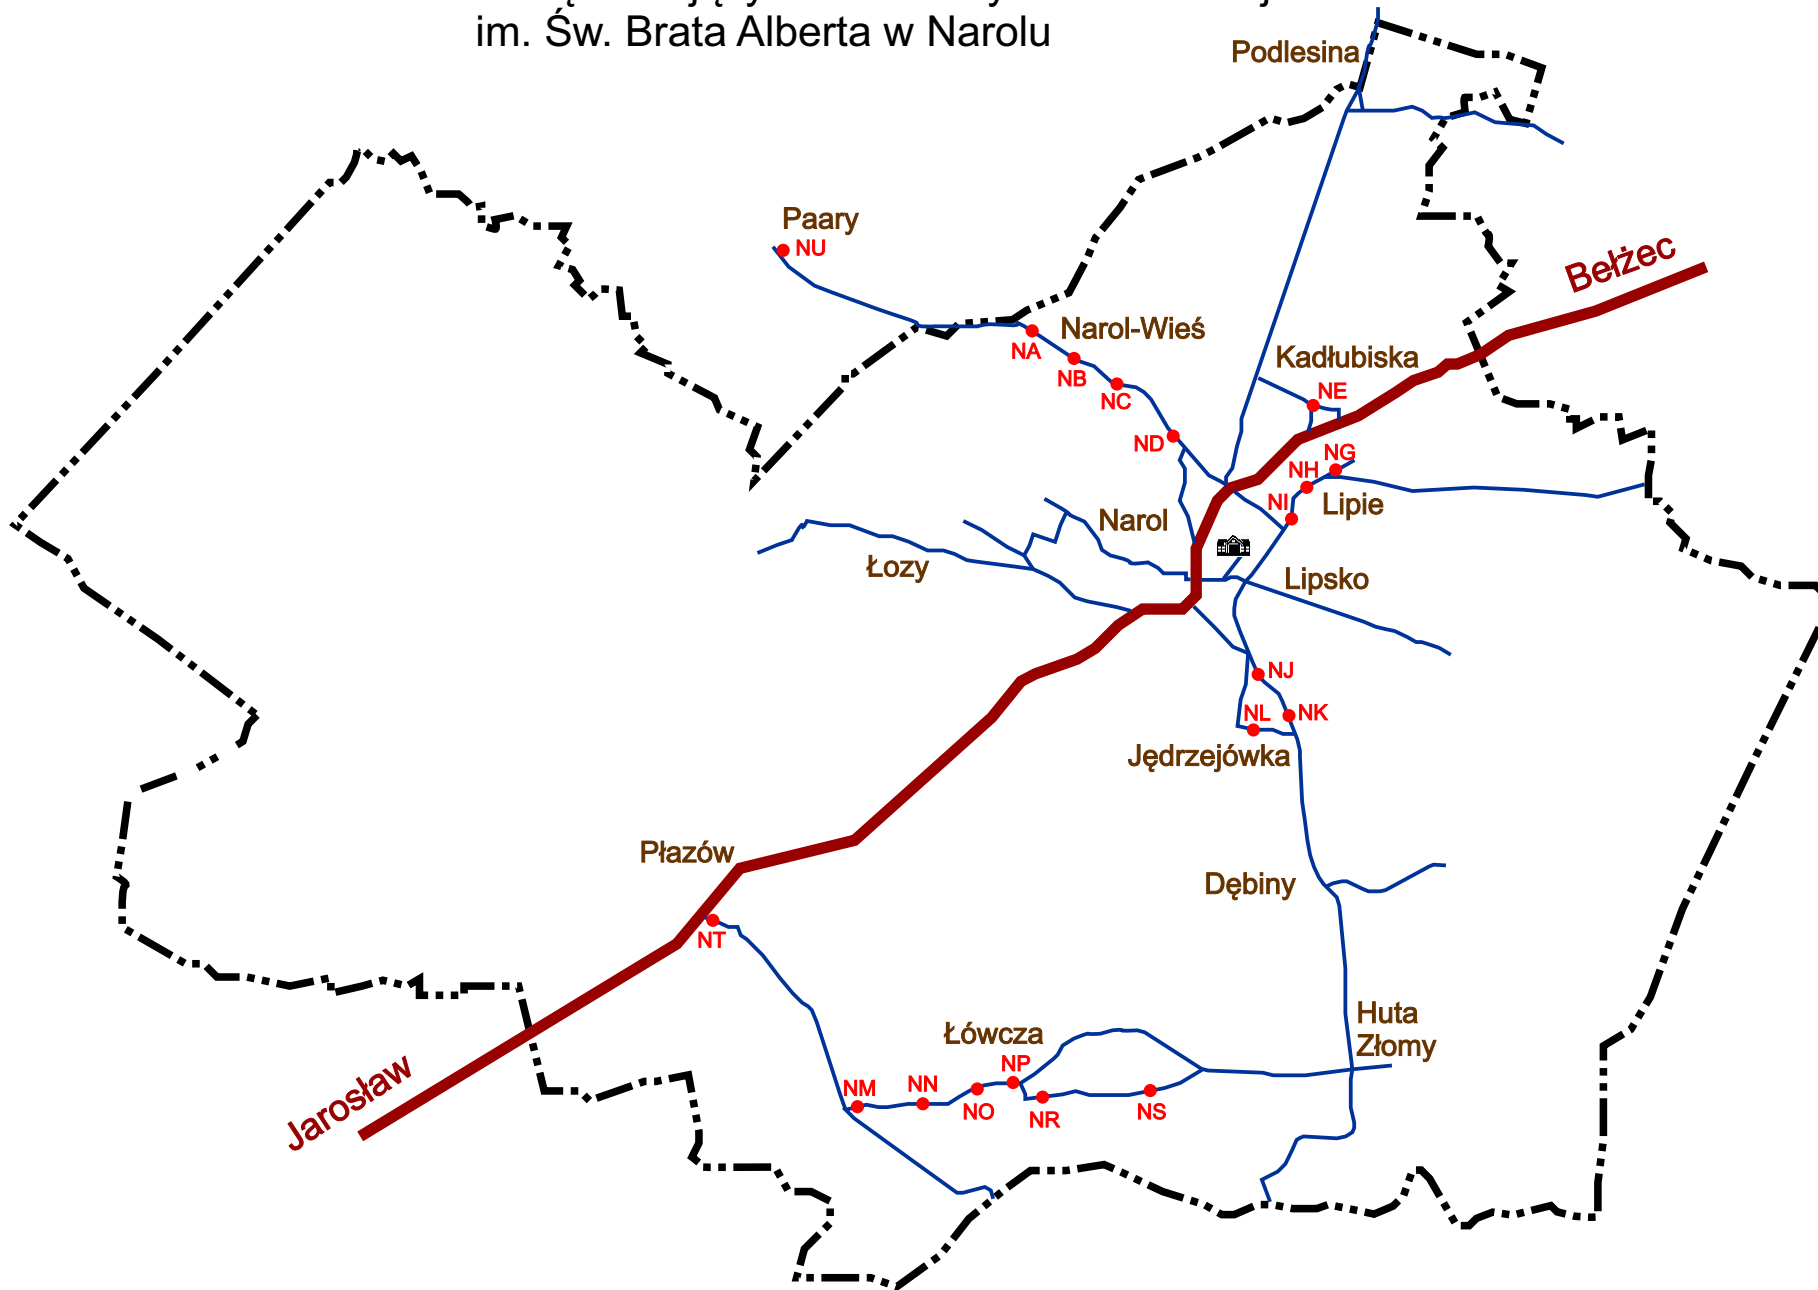 im. Św. Brata Alberta w Narolu
Podlesina
Paary
NU
Bełżec
Narol-Wieś
NA
NB
NC
Kadłubiska
NE
ND
NG
NH
NI
Lipie
Narol
Łozy
Lipsko
NJ
NL
NK
Jędrzejówka
Płazów
Dębiny
NT
Huta
Złomy
Łówcza
Jarosław
NM
NN
NO
NP
NR
NS